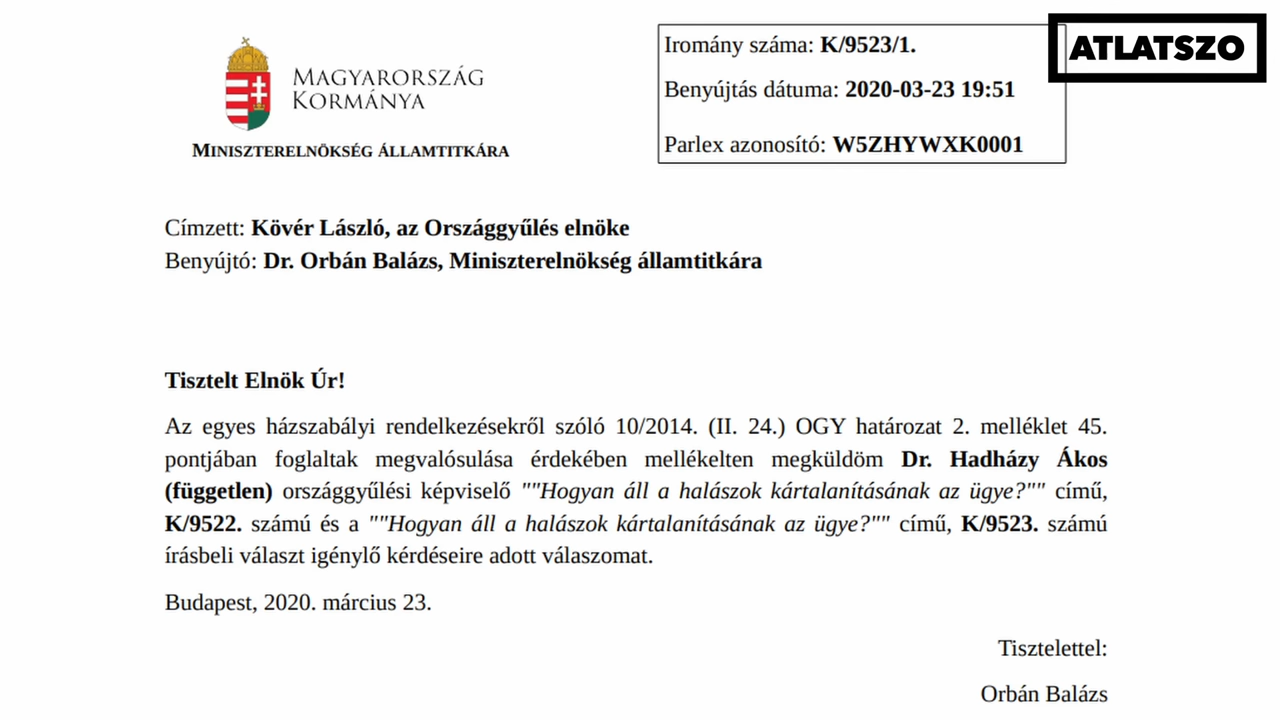 MAGYARORSZÁG
KORMÁNYA
MINISZTERELNÖKSÉG ÁLLAMTITKÁRA
Iromány száma: K/9523/1.
Benyújtás dátuma: 2020-03-23 19:51
Parlex azonosító: W5ZHYWXK0001
ATLATSZO
Címzett: Kövér László, az Országgyűlés elnöke
Benyújtó: Dr. Orbán Balázs, Miniszterelnökség államtitkára
Tisztelt Elnök Úr!
Az egyes házszabályi rendelkezésekről szóló 10/2014. (II. 24.) OGY határozat 2. melléklet 45.
pontjában foglaltak megvalósulása érdekében mellékelten megküldöm Dr. Hadházy Ákos
(független) országgyűlési képviselő ""Hogyan áll a halászok kártalanításának az ügye?"" című,
K/9522. számú és a ""Hogyan áll a halászok kártalanításának az ügye?"" című, K/9523. számú
írásbeli választ igénylő kérdéseire adott válaszomat.
Budapest, 2020. március 23.
Tisztelettel:
Orbán Balázs